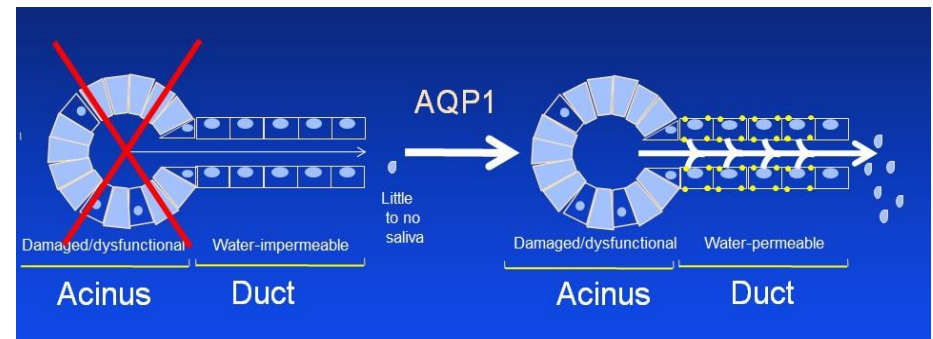 AQP1
Little
to no
saliva
Damaged/dysfunctional
Water-impermeable
Damaged/dysfunctional
Water-permeable
Acinus
Duct
Acinus
Duct